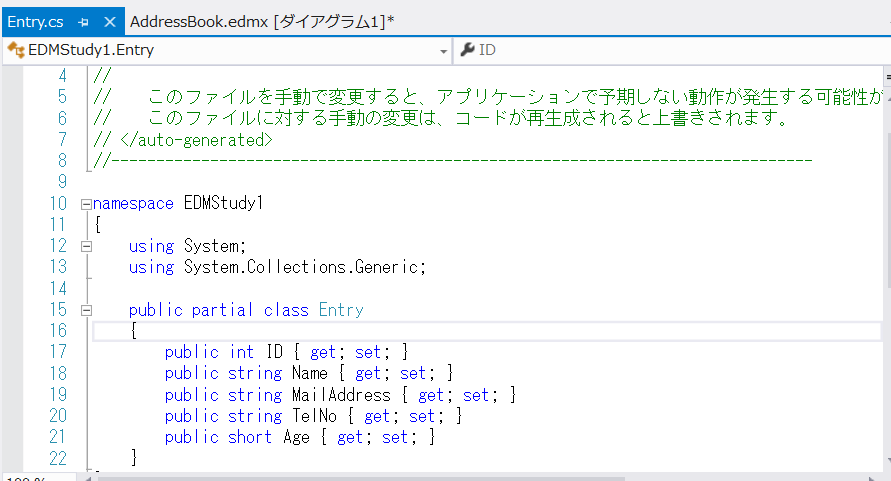 Entry.cs AddressBook.edmx [ダイアグラム1]*
EDMStudy1.Entry ID
4 //
5 // このファイルを手動で変更すると、アプリケーションで予期しない動作が発生する可能性が
6 // このファイルに対する手動の変更は、コードが再生成されると上書きされます。
7 // </auto-generated>
8 //------------------------------------------------------------------------------
9
10 namespace EDMStudy1
11 {
12 using System;
13 using System.Collections.Generic;
14
15 public partial class Entry
16 {
17 public int ID { get; set; }
18 public string Name { get; set; }
19 public string MailAddress { get; set; }
20 public string TelNo { get; set; }
21 public short Age { get; set; }
22 }